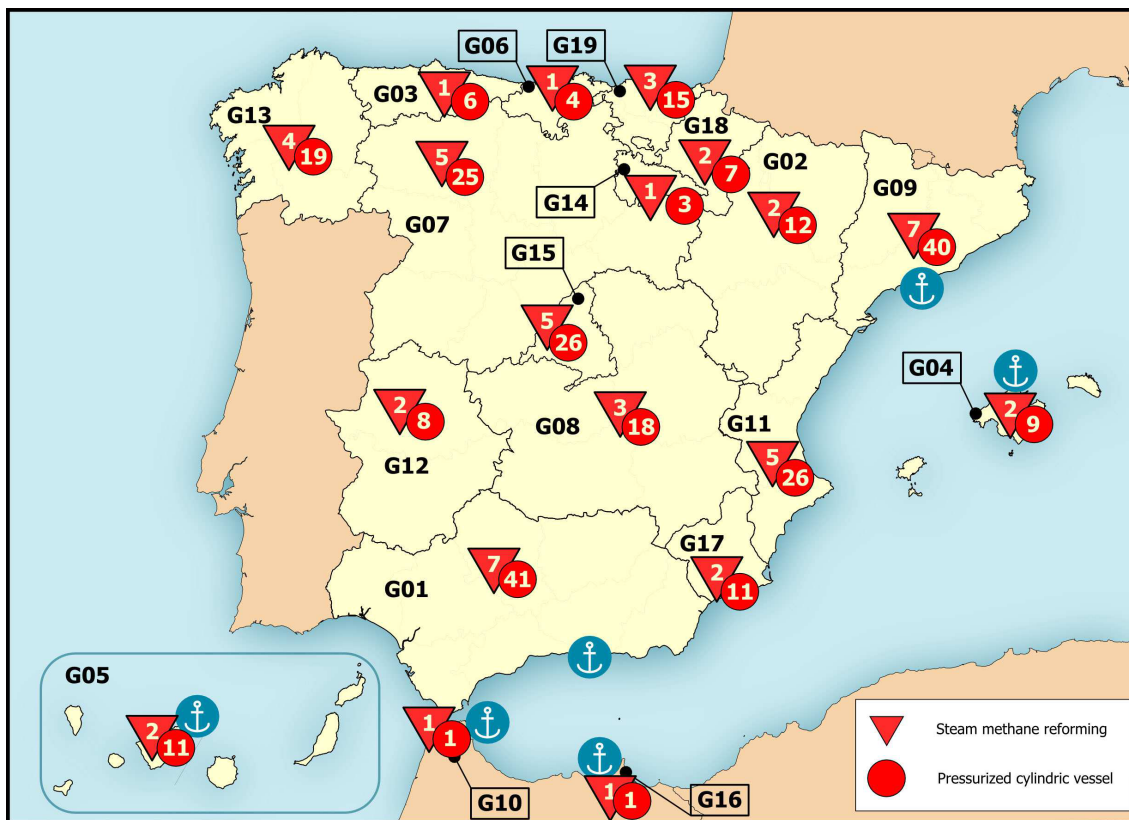 G06
G19
G03
1
6
1
4
3
15
G13
4
19
G18
2
7
G02
5
25
G14
1
3
G09
2
12
7
40
G07
G15
5
26
G04
2
9
2
8
G12
3
18
G08
G11
5
26
G17
2
11
G01
7
41
G05
2
11
1
1
G10
1
1
G16
Steam methane reforming
Pressurized cylindric vessel